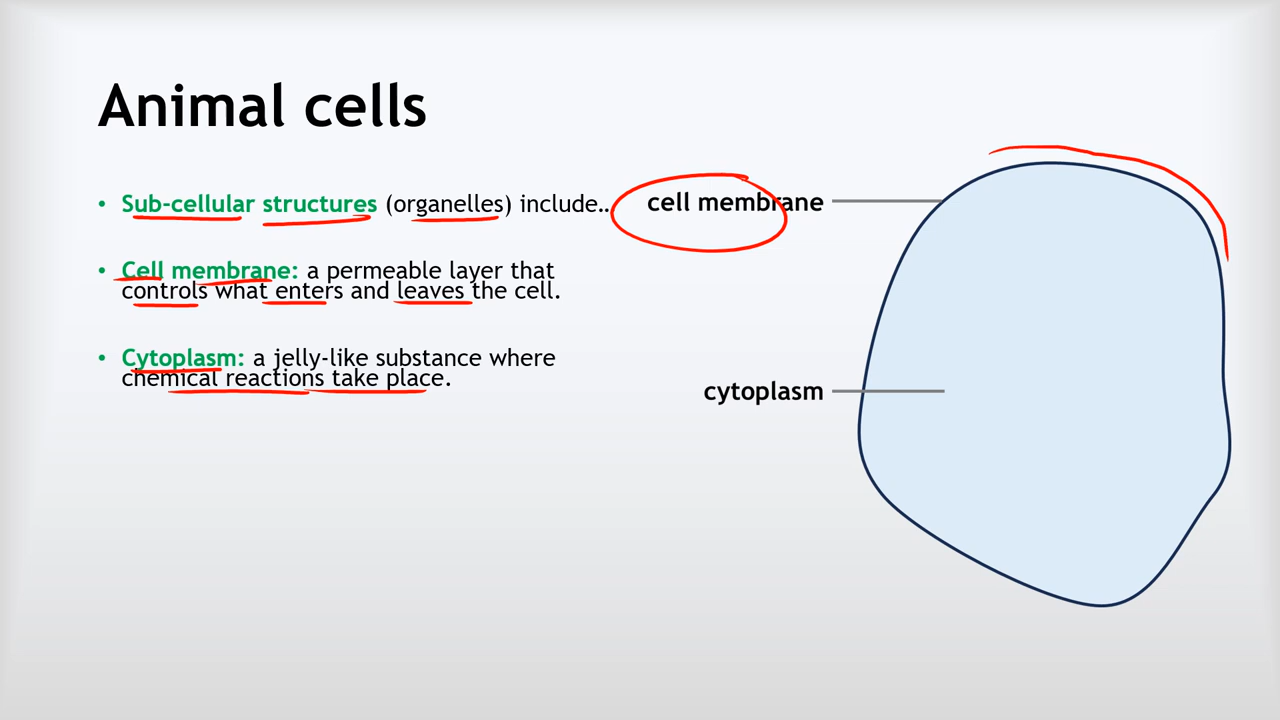 Animal cells
• Sub-cellular structures (organelles) include…
cell membrane
• Cell membrane: a permeable layer that
controls what enters and leaves the cell.
• Cytoplasm: a jelly-like substance where
chemical reactions take place.
cytoplasm